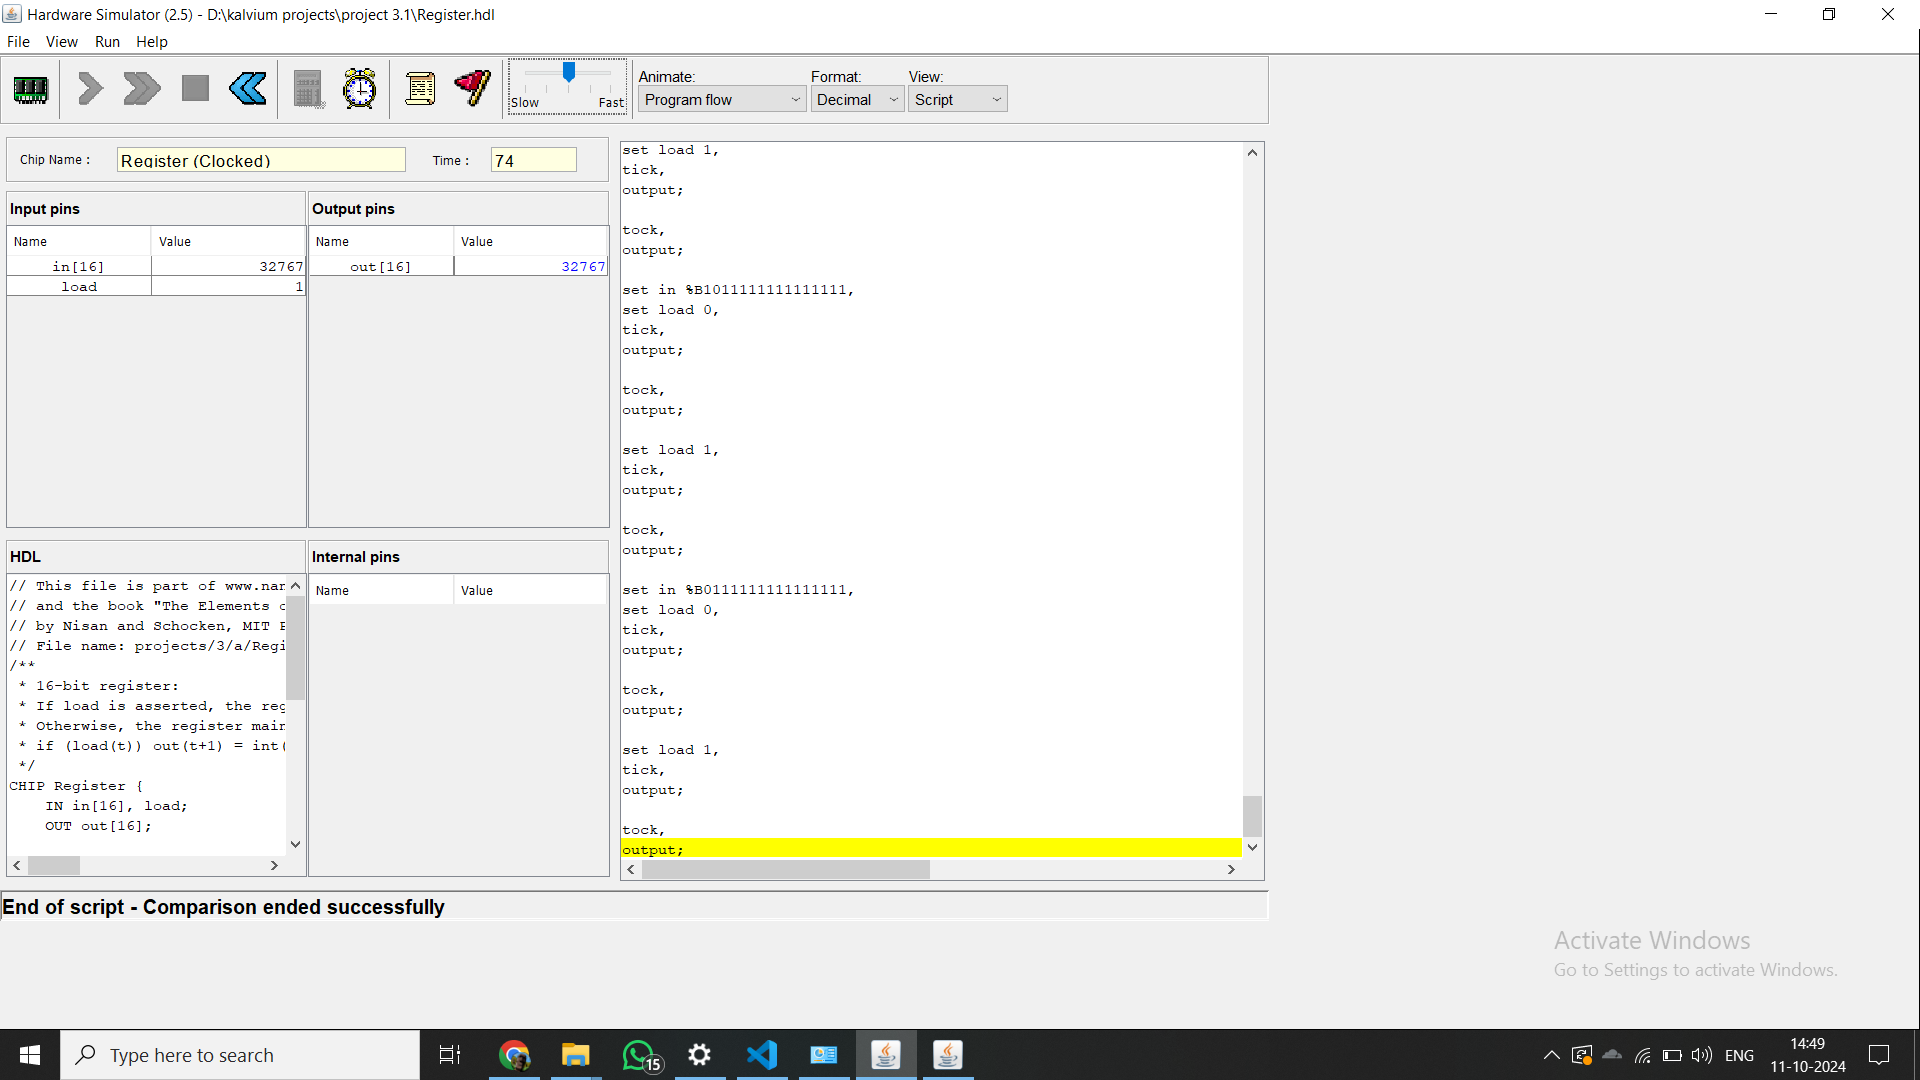 Hardware Simulator (2.5) - D:\kalvium projects\project 3.1\Register.hdl
File View Run Help
Slow Fast
Animate: Format: View:
Program flow Decimal Script
Chip Name : Register (Clocked) Time : 74
Input pins
Name Value
in[16] 32767
load 1
Output pins
Name Value
out[16] 32767
HDL
// This file is part of www.nan
// and the book "The Elements o
// by Nisan and Schocken, MIT P
// File name: projects/3/a/Regi
/**
* 16-bit register:
* If load is asserted, the reg
* Otherwise, the register main
* if (load(t)) out(t+1) = int(
*/
CHIP Register {
IN in[16], load;
OUT out[16];
Internal pins
Name Value
set load 1,
tick,
output;
tock,
output;
set in %B1011111111111111,
set load 0,
tick,
output;
tock,
output;
set load 1,
tick,
output;
tock,
output;
set in %B0111111111111111,
set load 0,
tick,
output;
tock,
output;
set load 1,
tick,
output;
tock,
output;
End of script - Comparison ended successfully
Activate Windows
Go to Settings to activate Windows.
Type here to search
15
ENG
14:49
11-10-2024